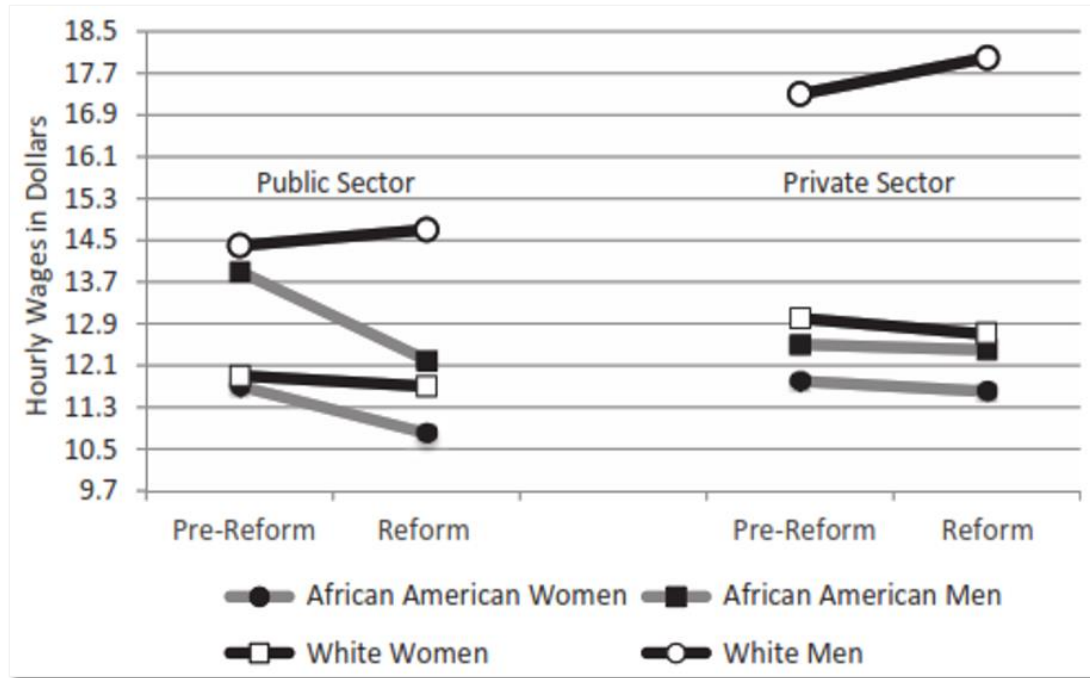 Hourly Wages in Dollars
18.5
17.7
16.9
16.1
15.3
14.5
13.7
12.9
12.1
11.3
10.5
9.7
Public Sector
Private Sector
Pre-Reform
Reform
Pre-Reform
Reform
African American Women
African American Men
White Women
White Men